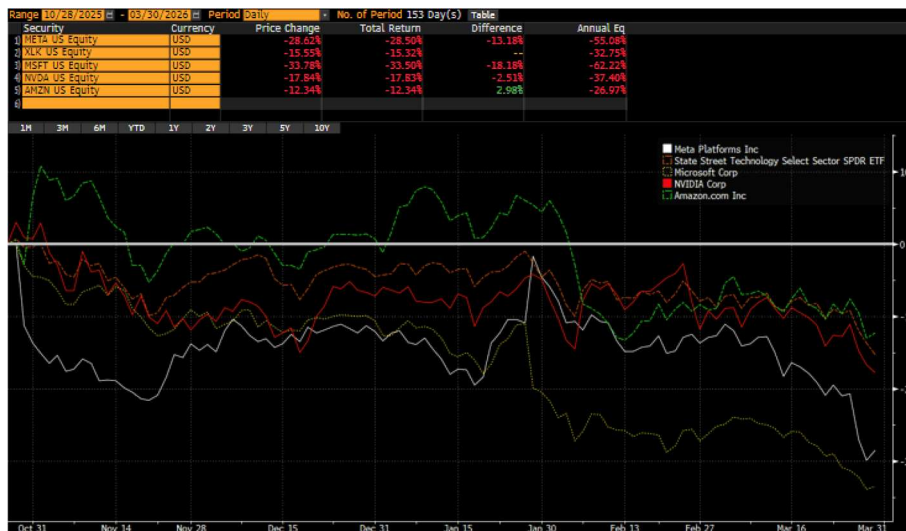 Range 10/28/2025 - 03/30/2026 Period Daily No. of Period 153 Day(s) Table
Security Currency Price Change Total Return Difference Annual Eq
1) META US Equity USD -28.62% -28.50% -13.18% -55.08%
2) XLK US Equity USD -15.55% -15.32% -- -32.75%
3) MSFT US Equity USD -33.78% -33.50% -18.18% -62.22%
4) NVDA US Equity USD -17.84% -17.83% -2.51% -37.40%
5) AMZN US Equity USD -12.34% -12.34% 2.98% -26.97%
6)
1M 3M 6M YTD 1Y 2Y 3Y 5Y 10Y
Meta Platforms Inc
State Street Technology Select Sector SPDR ETF
Microsoft Corp
NVIDIA Corp
Amazon.com Inc
10
0
Oct 31 Nov 14 Nov 28 Dec 15 Dec 31 Jan 15 Jan 30 Feb 13 Feb 27 Mar 16 Mar 31